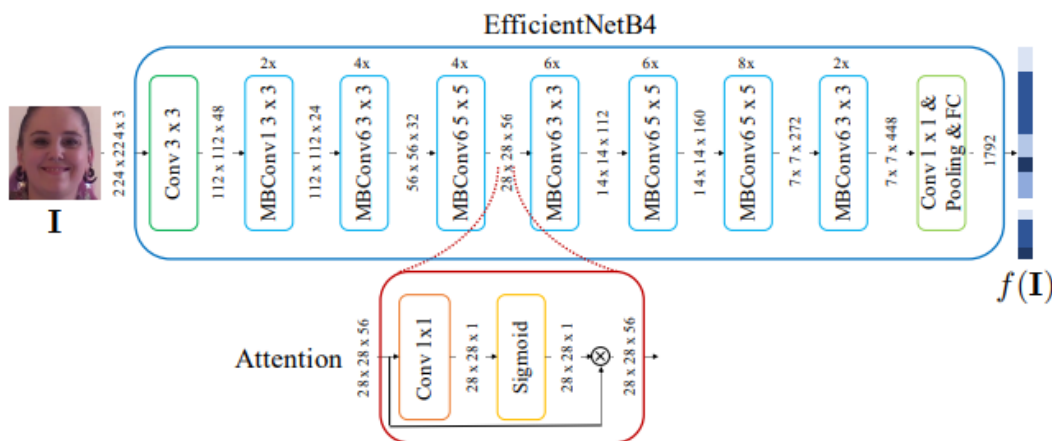 EfficientNetB4
2x
4x
4x
6x
6x
8x
2x
I
224 x 224 x 3
Conv 3 x 3
112 x 112 x 48
MBConv1 3 x 3
112 x 112 x 24
MBConv6 3 x 3
56 x 56 x 32
MBConv6 5 x 5
28 x 28 x 56
MBConv6 3 x 3
14 x 14 x 112
MBConv6 5 x 5
14 x 14 x 160
MBConv6 5 x 5
7 x 7 x 272
MBConv6 3 x 3
7 x 7 x 448
Conv 1 x 1 &
Pooling & FC
1792
f(I)
Attention
28 x 28 x 56
Conv 1x1
28 x 28 x 1
Sigmoid
28 x 28 x 1
28 x 28 x 56